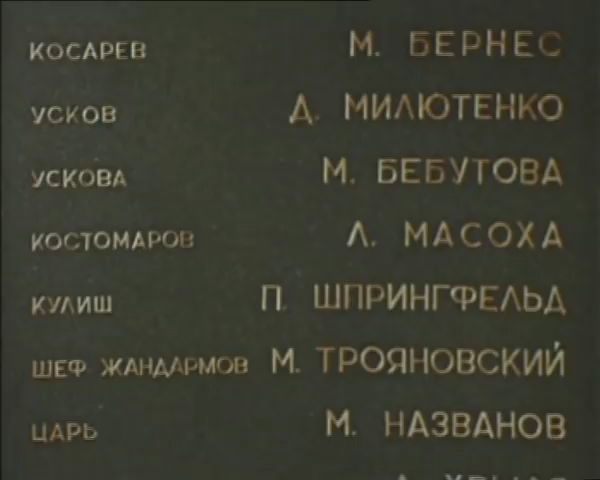 КОСАРЕВ М. БЕРНЕС
УСКОВ Д. МИЛЮТЕНКО
УСКОВА М. БЕБУТОВА
КОСТОМАРОВ Л. МАСОХА
КУЛИШ П. ШПРИНГФЕЛЬД
ШЕФ ЖАНДАРМОВ М. ТРОЯНОВСКИЙ
ЦАРЬ М. НАЗВАНОВ